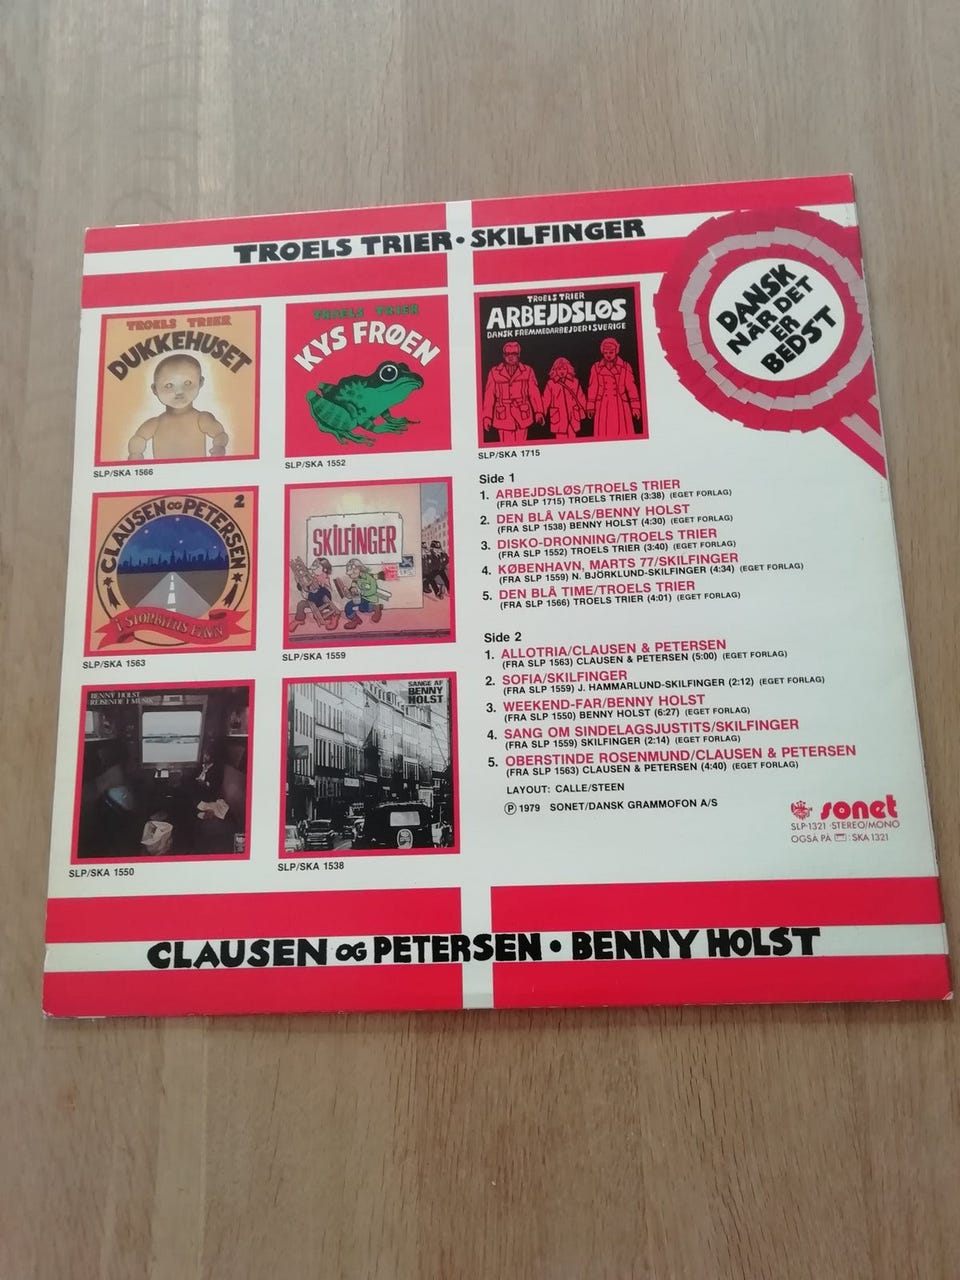 TROELS TRIER • SKILFINGER
DANSK
NÅR DET
ER
BEDST
TROELS TRIER
DUKKEHUSET
SLP/SKA 1566
TROELS TRIER
KYS FRØEN
SLP/SKA 1552
TROELS TRIER
ARBEJDSLØS
DANSK FREMMEDARBEJDER I SVERIGE
SLP/SKA 1715
CLAUSEN OG PETERSEN
2
I STORBYENS FAVN
SLP/SKA 1563
SKILFINGER
SLP/SKA 1559
BENNY HOLST
REJSENDE I MUSIK
SLP/SKA 1550
SANGE AF
BENNY
HOLST
SLP/SKA 1538
Side 1
1. ARBEJDSLØS/TROELS TRIER
(FRA SLP 1715) TROELS TRIER (3:38) (EGET FORLAG)
2. DEN BLÅ VALS/BENNY HOLST
(FRA SLP 1538) BENNY HOLST (4:30) (EGET FORLAG)
3. DISKO-DRONNING/TROELS TRIER
(FRA SLP 1552) TROELS TRIER (3:40) (EGET FORLAG)
4. KØBENHAVN, MARTS 77/SKILFINGER
(FRA SLP 1559) N. BJÖRKLUND-SKILFINGER (4:34) (EGET FORLAG)
5. DEN BLÅ TIME/TROELS TRIER
(FRA SLP 1566) TROELS TRIER (4:01) (EGET FORLAG)
Side 2
1. ALLOTRIA/CLAUSEN & PETERSEN
(FRA SLP 1563) CLAUSEN & PETERSEN (5:00) (EGET FORLAG)
2. SOFIA/SKILFINGER
(FRA SLP 1559) J. HAMMARLUND-SKILFINGER (2:12) (EGET FORLAG)
3. WEEKEND-FAR/BENNY HOLST
(FRA SLP 1550) BENNY HOLST (6:27) (EGET FORLAG)
4. SANG OM SINDELAGSJUSTITS/SKILFINGER
(FRA SLP 1559) SKILFINGER (2:14) (EGET FORLAG)
5. OBERSTINDE ROSENMUND/CLAUSEN & PETERSEN
(FRA SLP 1563) CLAUSEN & PETERSEN (4:40) (EGET FORLAG)
LAYOUT: CALLE/STEEN
Ⓟ 1979 SONET/DANSK GRAMMOFON A/S
sonet
SLP-1321 STEREO/MONO
OGSÅ PÅ : SKA 1321
CLAUSEN OG PETERSEN • BENNY HOLST